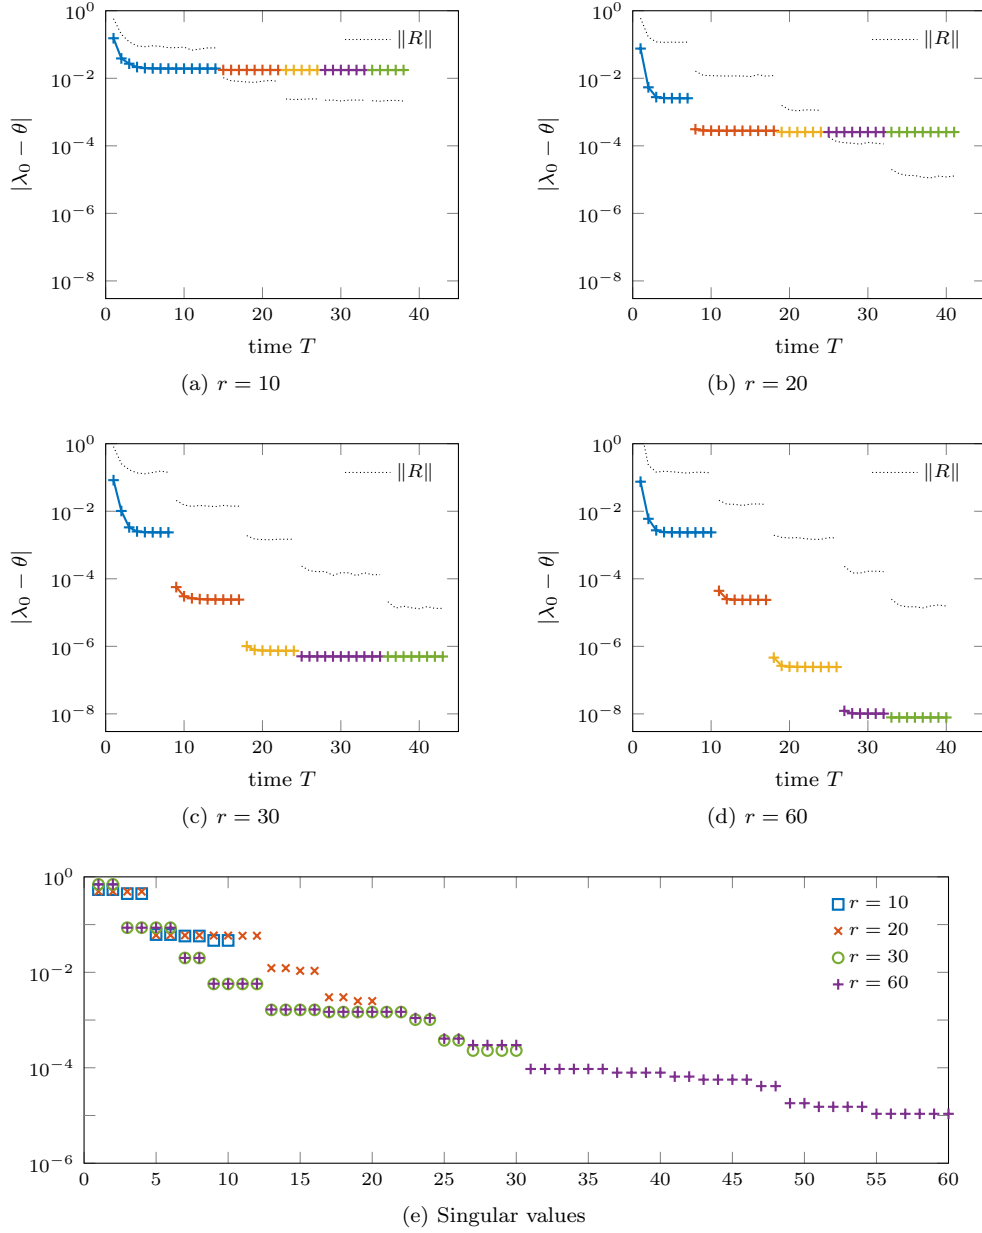 10^0
10^-2
10^-4
10^-6
10^-8
|λ0 − θ|
‖R‖
0 10 20 30 40
time T
(a) r = 10
10^0
10^-2
10^-4
10^-6
10^-8
|λ0 − θ|
‖R‖
0 10 20 30 40
time T
(b) r = 20
10^0
10^-2
10^-4
10^-6
10^-8
|λ0 − θ|
‖R‖
0 10 20 30 40
time T
(c) r = 30
10^0
10^-2
10^-4
10^-6
10^-8
|λ0 − θ|
‖R‖
0 10 20 30 40
time T
(d) r = 60
10^0
10^-2
10^-4
10^-6
r = 10
r = 20
r = 30
r = 60
0 5 10 15 20 25 30 35 40 45 50 55 60
(e) Singular values